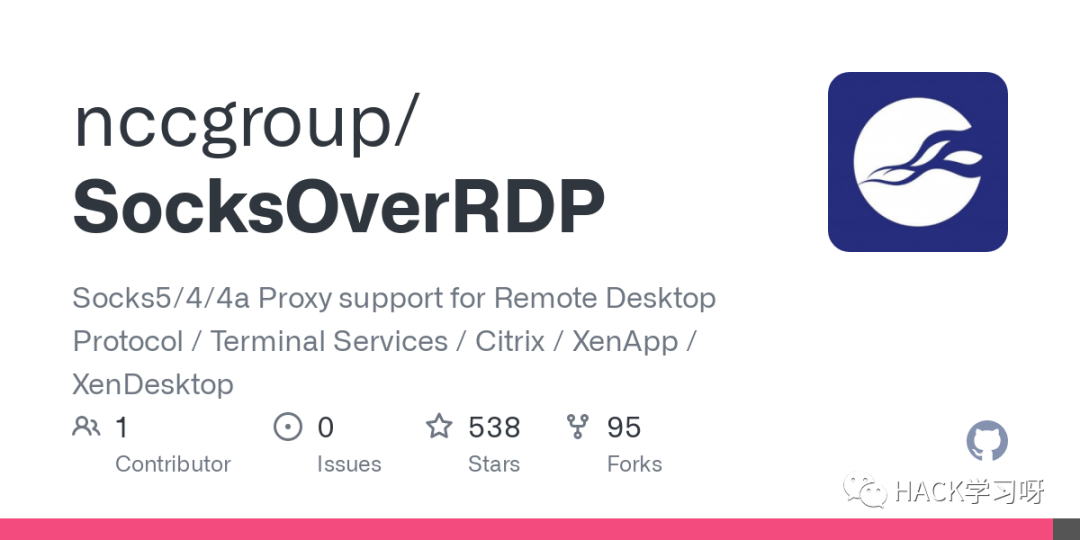 nccgroup/
SocksOverRDP
Socks5/4/4a Proxy support for Remote Desktop
Protocol / Terminal Services / Citrix / XenApp /
XenDesktop
1
Contributor
0
Issues
538
Stars
95
Forks
HACK学习呀